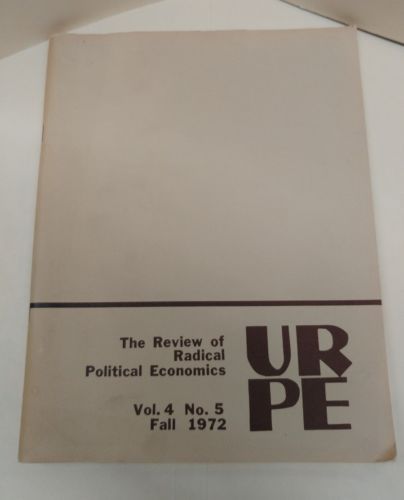 The Review of
Radical
Political Economics
Vol. 4 No. 5
Fall 1972
UR
PE